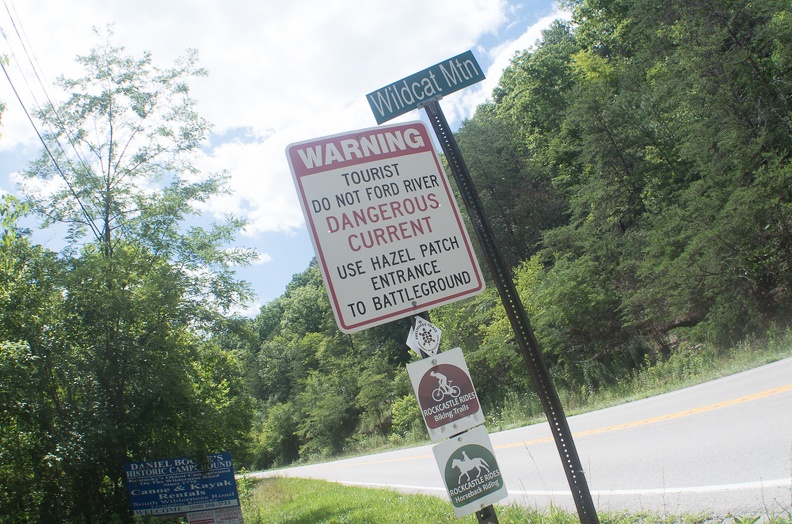 Wildcat Mtn
WARNING
TOURIST
DO NOT FORD RIVER
DANGEROUS
CURRENT
USE HAZEL PATCH
ENTRANCE
TO BATTLEGROUND
ROCKCASTLE RIDES
Biking Trails
ROCKCASTLE RIDES
Horseback Riding
DANIEL BOONE'S
HISTORIC CAMPGROUND
Canoe & Kayak
Rentals
WELCOME